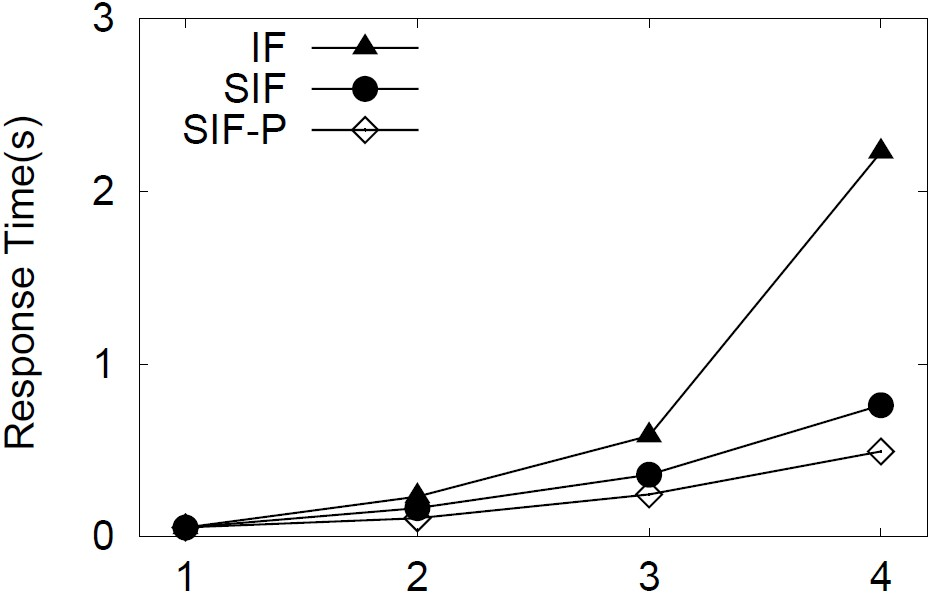 3
2
1
0
Response Time(s)
IF
SIF
SIF-P
1 2 3 4